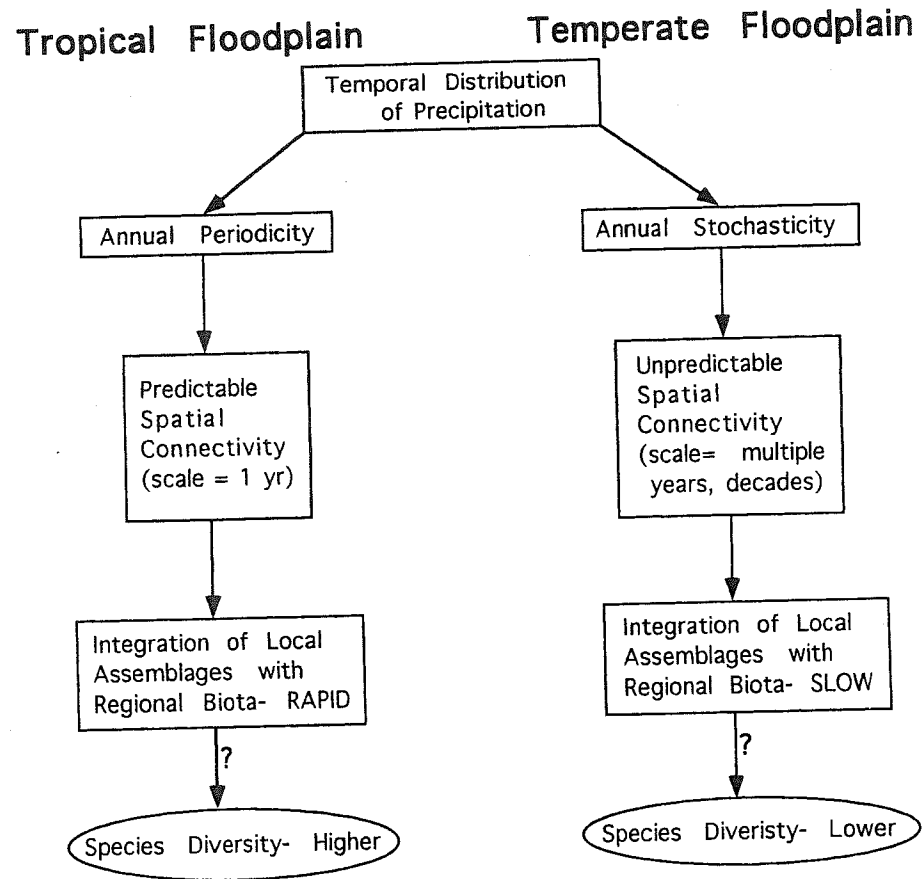 Tropical Floodplain
Temperate Floodplain
Temporal Distribution
of Precipitation
Annual Periodicity
Annual Stochasticity
Predictable
Spatial
Connectivity
(scale = 1 yr)
Unpredictable
Spatial
Connectivity
(scale= multiple
years, decades)
Integration of Local
Assemblages with
Regional Biota- RAPID
Integration of Local
Assemblages with
Regional Biota- SLOW
?
?
Species Diversity- Higher
Species Diveristy- Lower